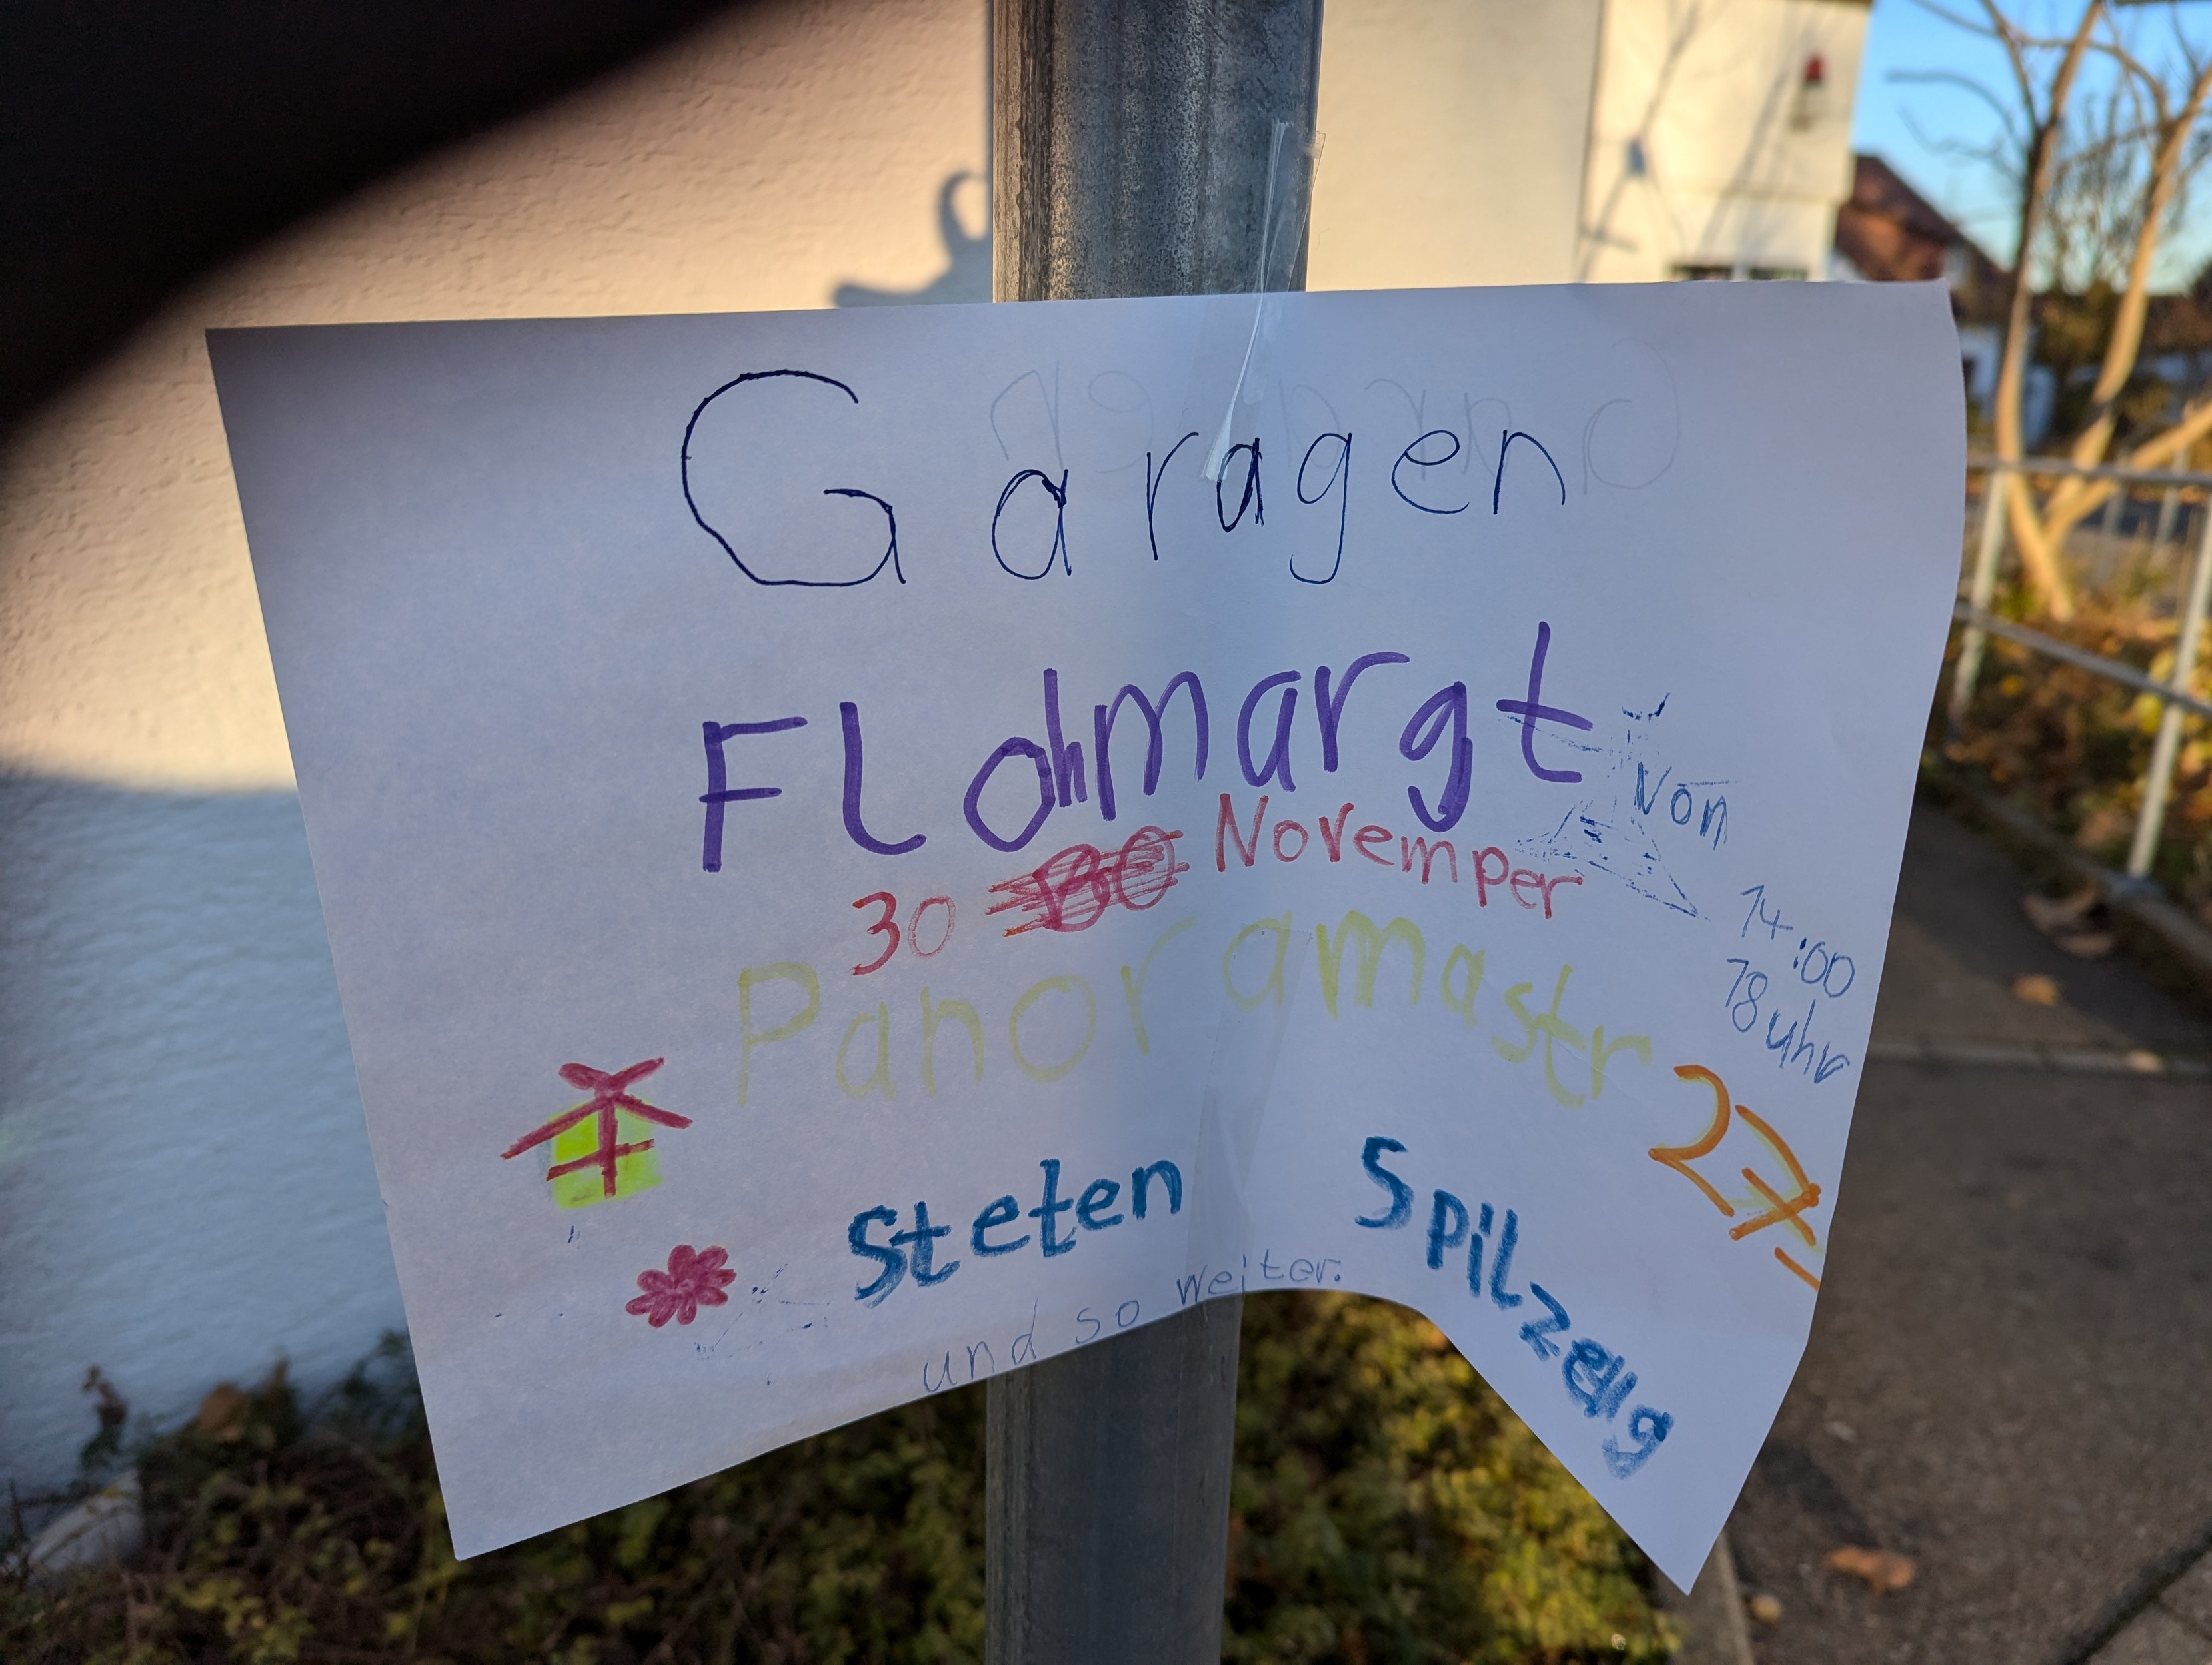 Garagen
Flohmargt
von
30 Novemper
14:00
18 uhr
Panoramastr
27
Steten
Spilzeug
und so weiter.